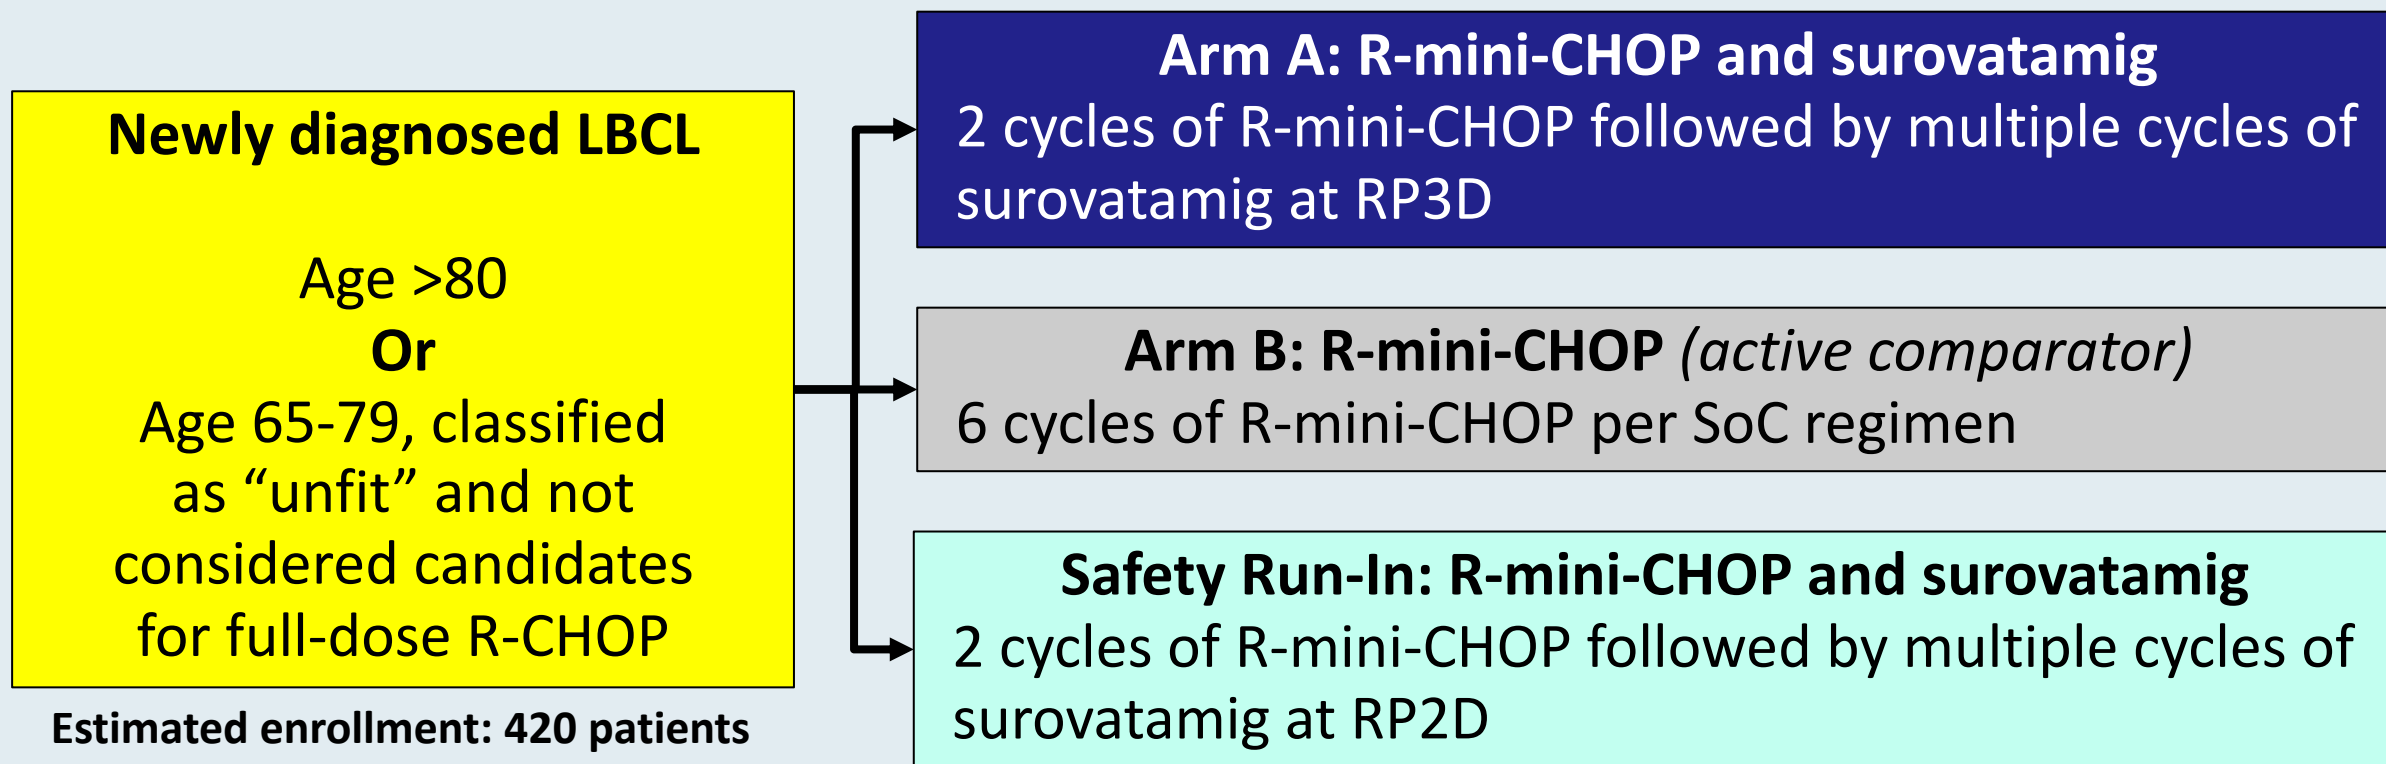 Newly diagnosed LBCL
Age >80
Or
Age 65-79, classified
as “unfit” and not
considered candidates
for full-dose R-CHOP
Estimated enrollment: 420 patients
Arm A: R-mini-CHOP and surovatamig
2 cycles of R-mini-CHOP followed by multiple cycles of
surovatamig at RP3D
Arm B: R-mini-CHOP (active comparator)
6 cycles of R-mini-CHOP per SoC regimen
Safety Run-In: R-mini-CHOP and surovatamig
2 cycles of R-mini-CHOP followed by multiple cycles of
surovatamig at RP2D